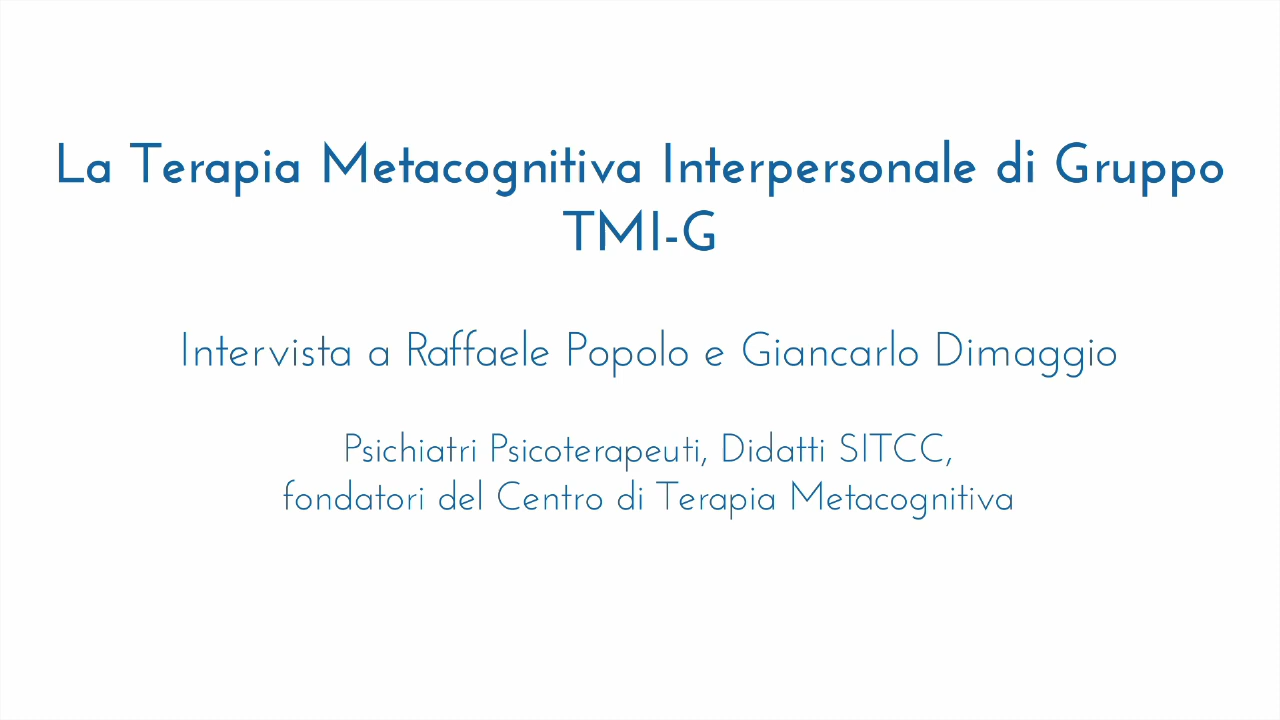 La Terapia Metacognitiva Interpersonale di Gruppo
TMI-G
Intervista a Raffaele Popolo e Giancarlo Dimaggio
Psichiatri Psicoterapeuti, Didatti SITCC,
fondatori del Centro di Terapia Metacognitiva